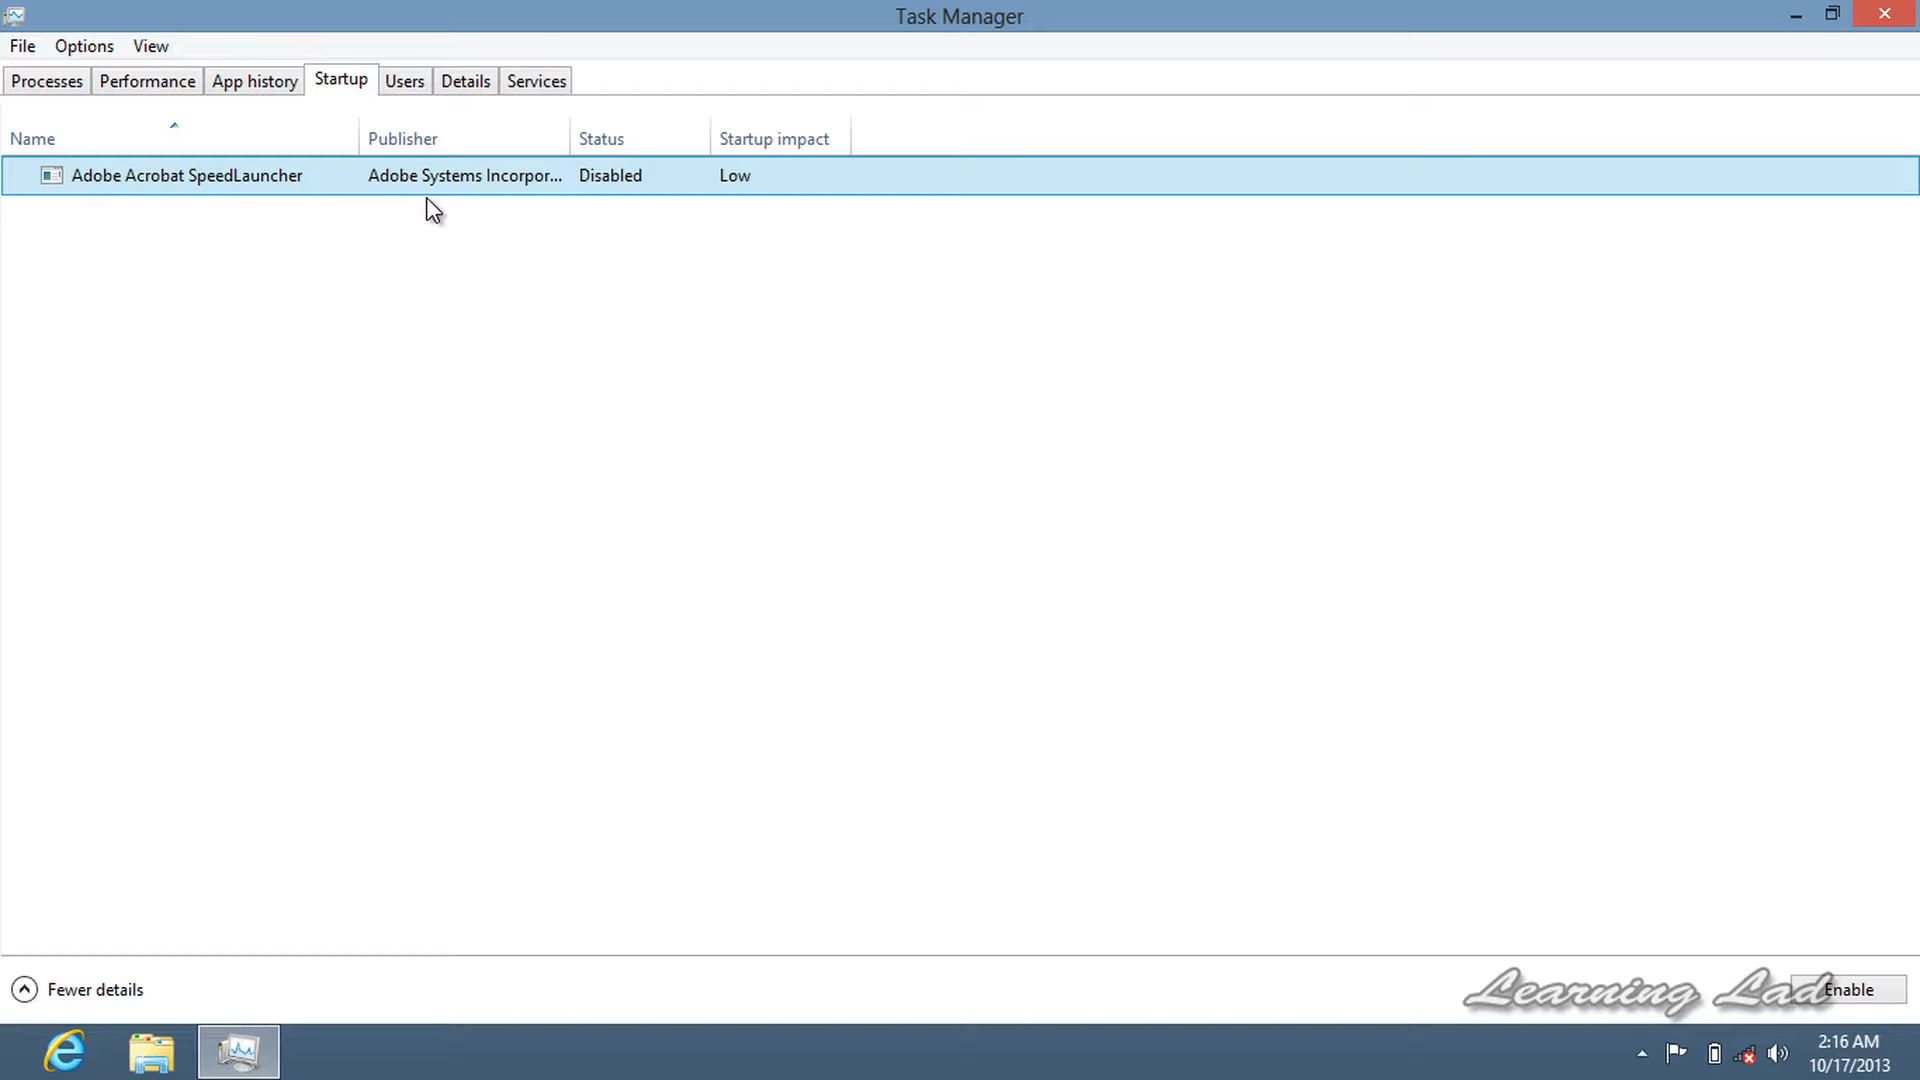 Task Manager
File Options View
Processes Performance App history Startup Users Details Services
Name Publisher Status Startup impact
Adobe Acrobat SpeedLauncher Adobe Systems Incorpor... Disabled Low
Fewer details
Learning Lad
Enable
2:16 AM
10/17/2013